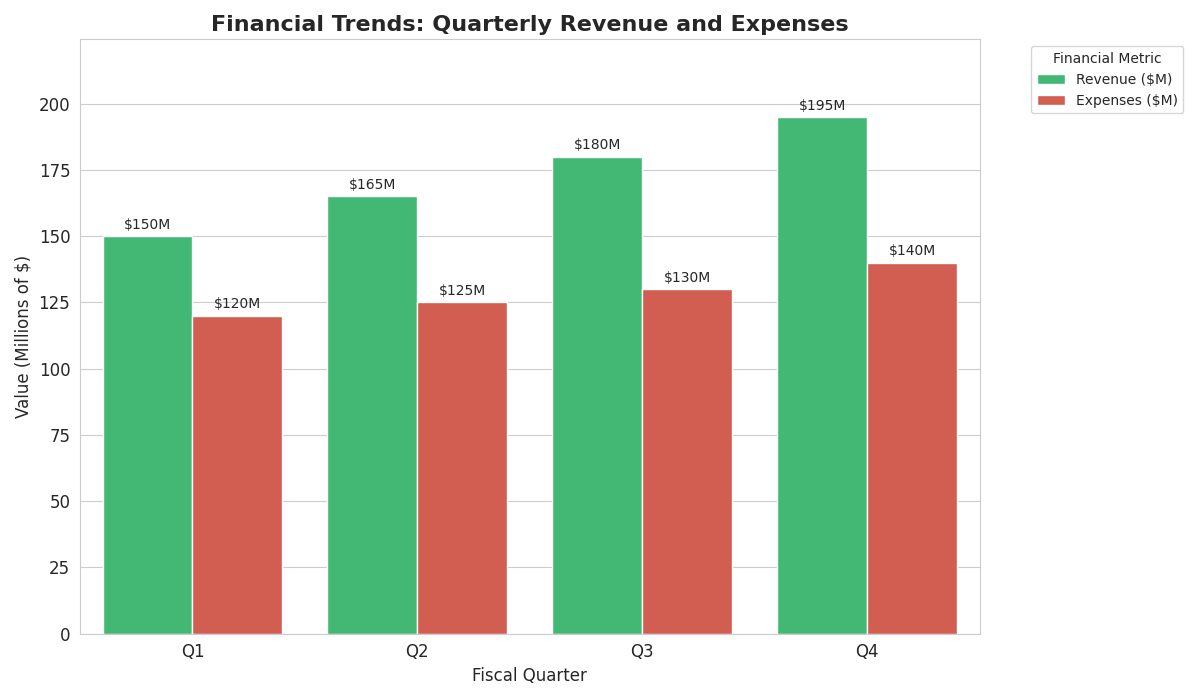 Financial Trends: Quarterly Revenue and Expenses
Financial Metric
Revenue ($M)
Expenses ($M)
Value (Millions of $)
200
175
150
125
100
75
50
25
0
$150M
$120M
$165M
$125M
$180M
$130M
$195M
$140M
Q1
Q2
Q3
Q4
Fiscal Quarter